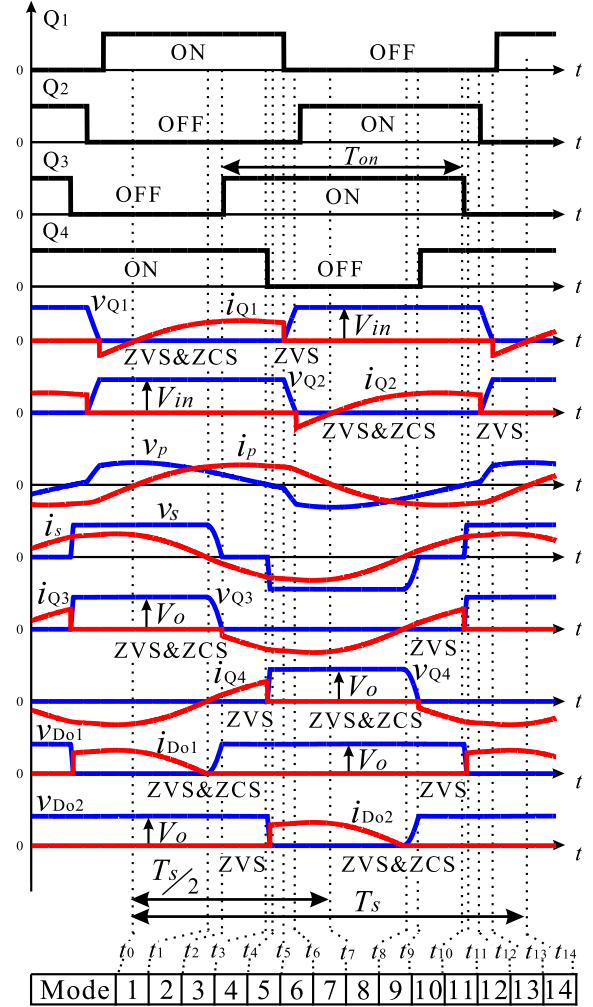 Q1
ON OFF
0 t
Q2
OFF ON
0 t
Q3
Ton
OFF ON
0 t
Q4
ON OFF
0 t
vQ1 iQ1 Vin
0 t
ZVS&ZCS ZVS
Vin vQ2 iQ2
0 t
ZVS&ZCS ZVS
vp ip
0 t
is vs
0 t
iQ3 Vo vQ3
0 t
ZVS&ZCS ZVS
iQ4 Vo vQ4
0 t
ZVS ZVS&ZCS
vDo1 iDo1 Vo
0 t
ZVS&ZCS ZVS
vDo2 Vo iDo2
0 t
ZVS ZVS&ZCS
Ts/2
Ts
t0 t1 t2 t3 t4 t5 t6 t7 t8 t9 t10 t11 t12 t13 t14
Mode 1 2 3 4 5 6 7 8 9 10 11 12 13 14